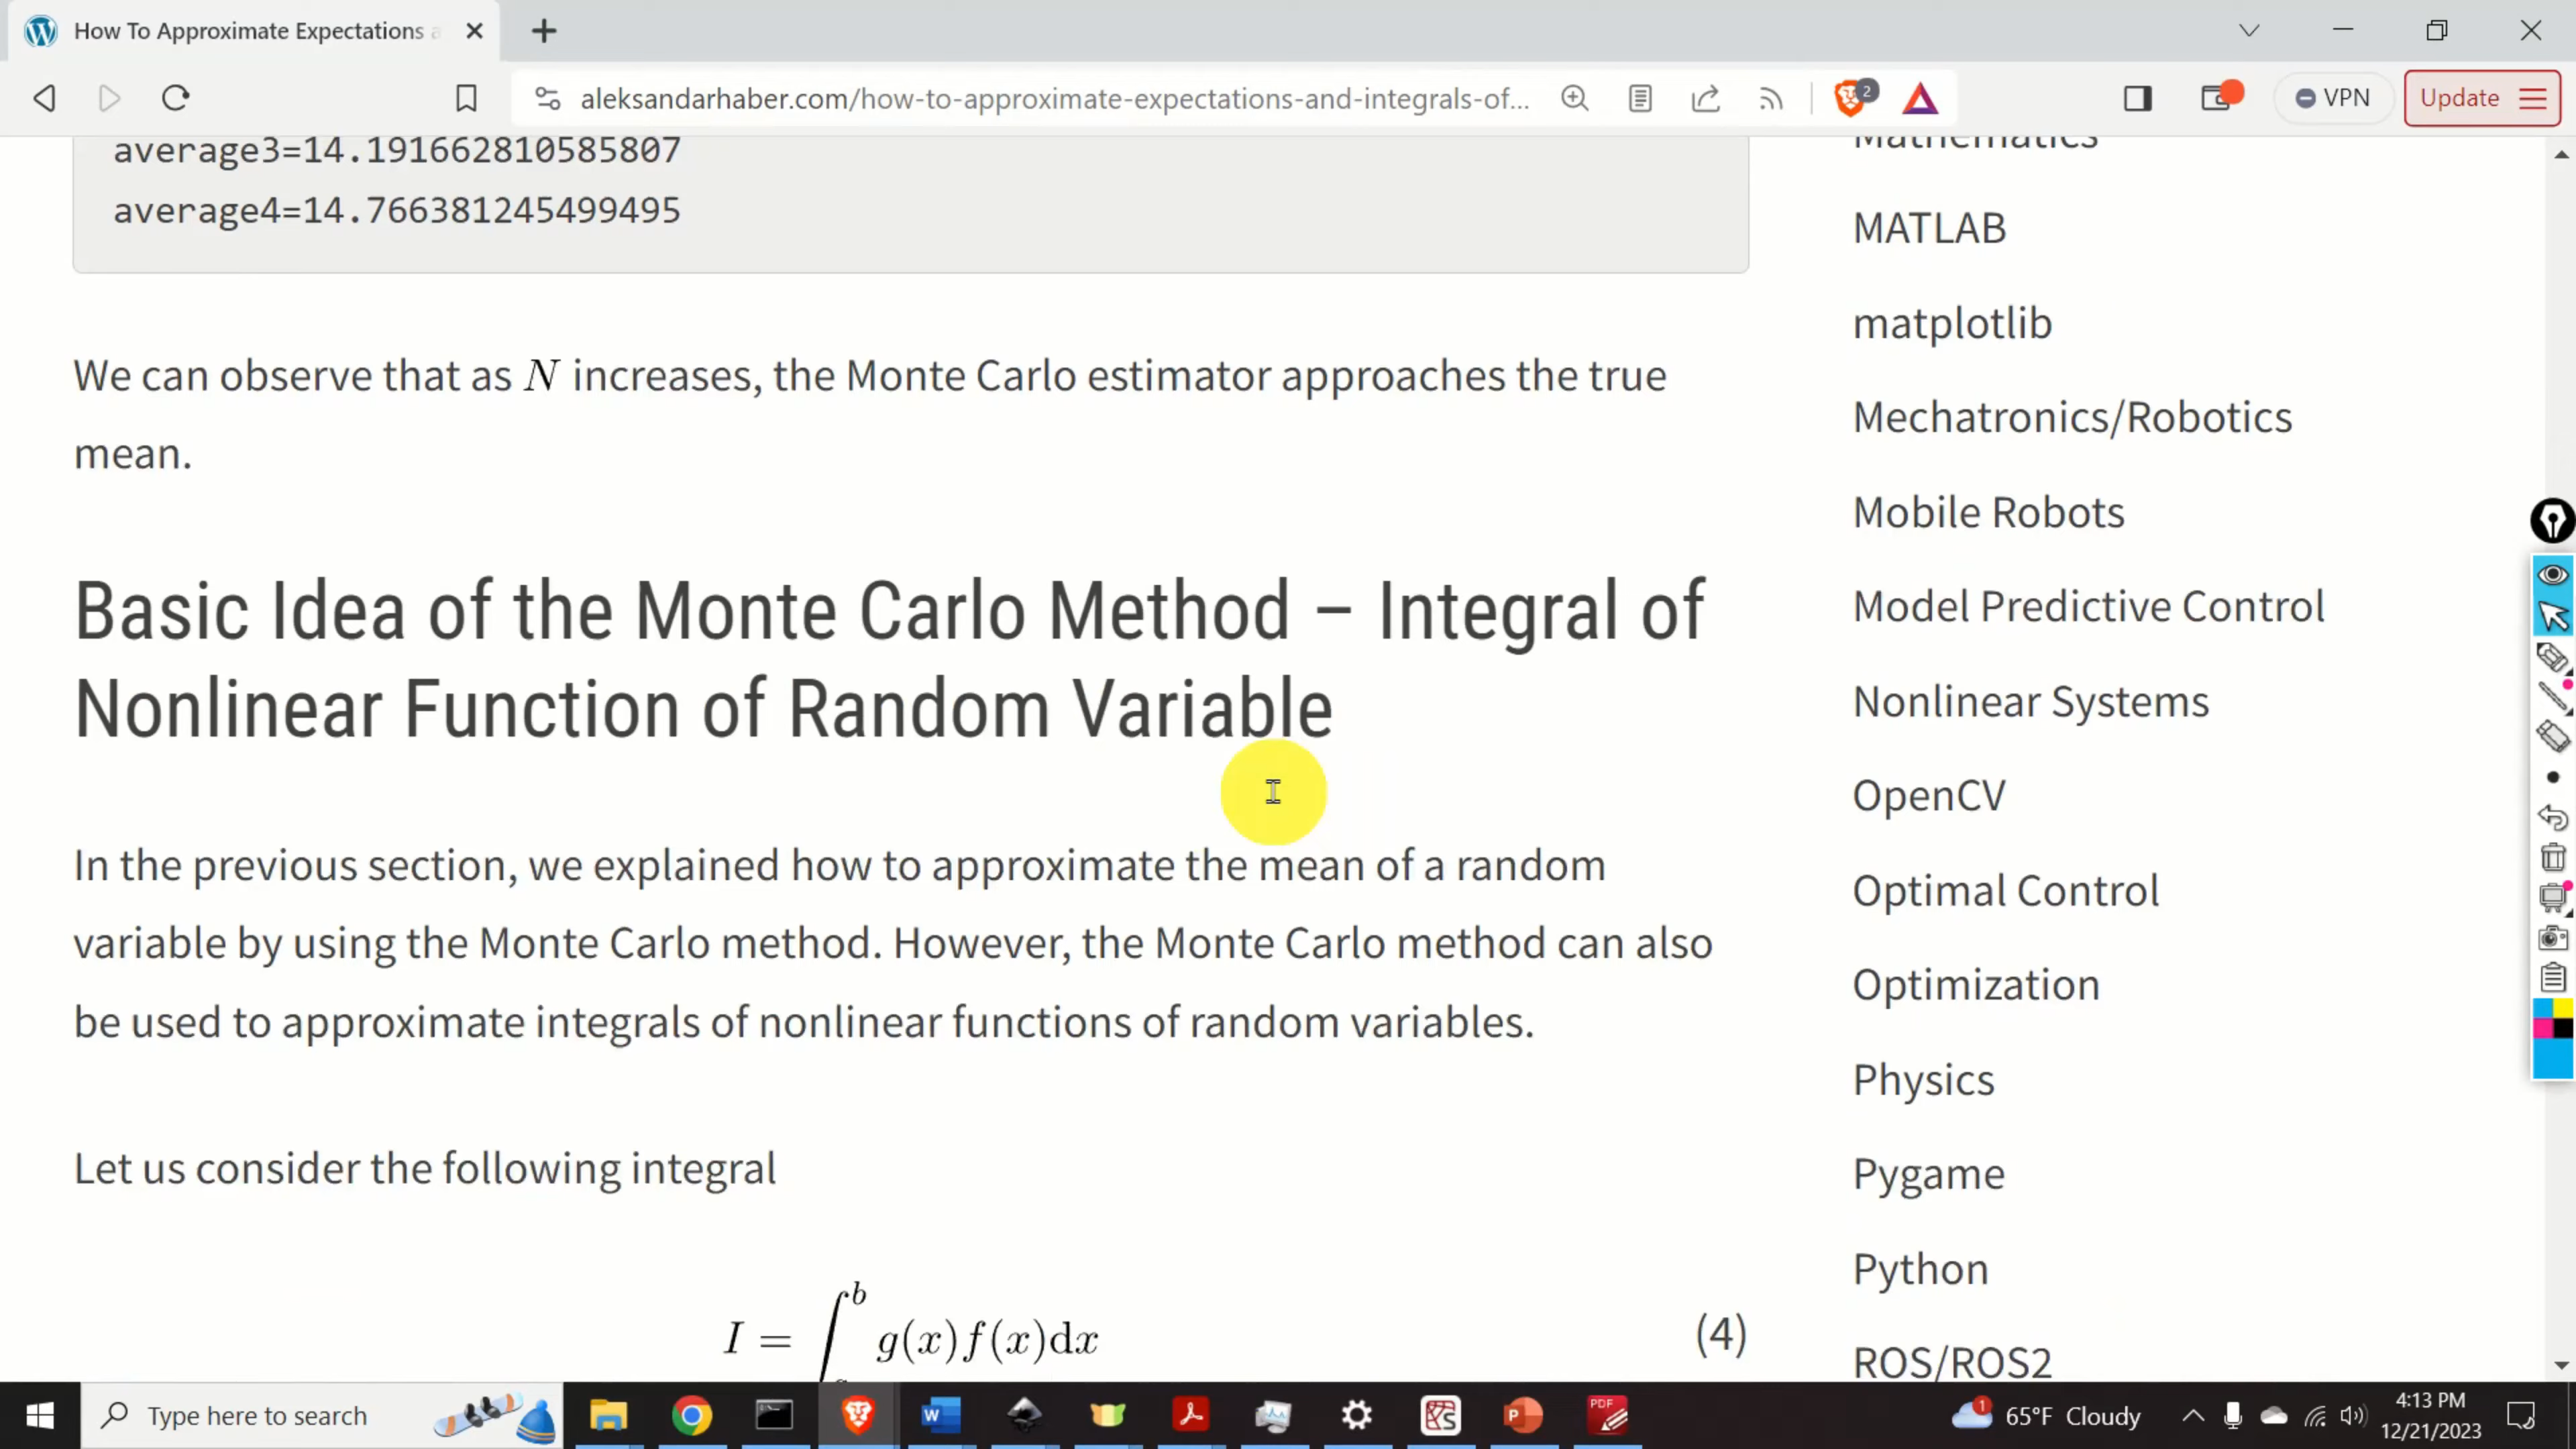 How To Approximate Expectations a
aleksandarhaber.com/how-to-approximate-expectations-and-integrals-of...
2
VPN
Update
average3=14.191662810585807
average4=14.766381245499495
We can observe that as N increases, the Monte Carlo estimator approaches the true
mean.
Basic Idea of the Monte Carlo Method – Integral of
Nonlinear Function of Random Variable
In the previous section, we explained how to approximate the mean of a random
variable by using the Monte Carlo method. However, the Monte Carlo method can also
be used to approximate integrals of nonlinear functions of random variables.
Let us consider the following integral
I = ∫ b g(x)f(x)dx (4)
Mathematics
MATLAB
matplotlib
Mechatronics/Robotics
Mobile Robots
Model Predictive Control
Nonlinear Systems
OpenCV
Optimal Control
Optimization
Physics
Pygame
Python
ROS/ROS2
Type here to search
PDF
1
65°F Cloudy
4:13 PM
12/21/2023